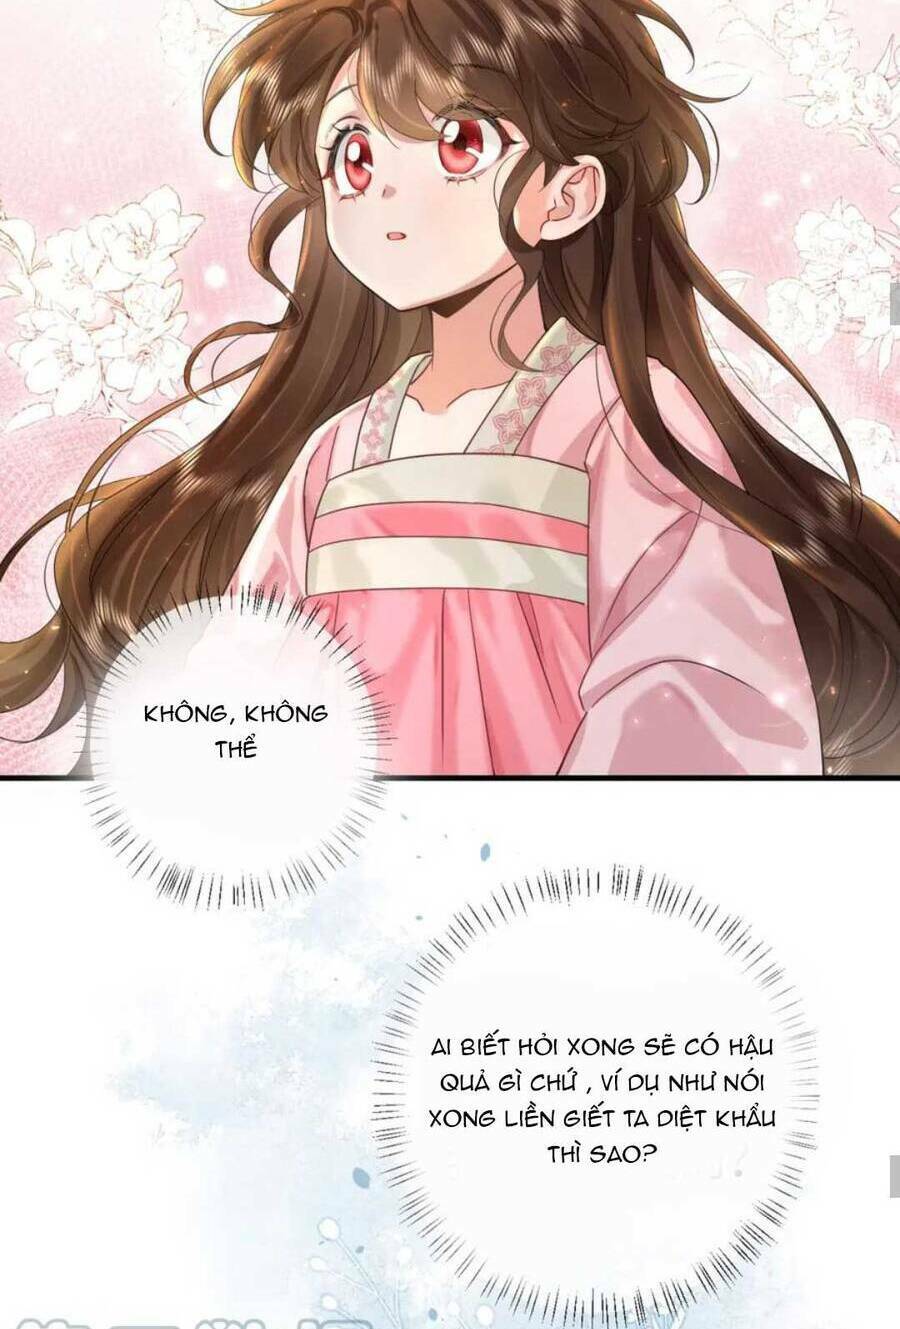 KHÔNG, KHÔNG
THỂ
AI BIẾT HỎI XONG SẼ CÓ HẬU
QUẢ GÌ CHỨ , VÍ DỤ NHƯ NÓI
XONG LIỀN GIẾT TA DIỆT KHẨU
THÌ SAO?